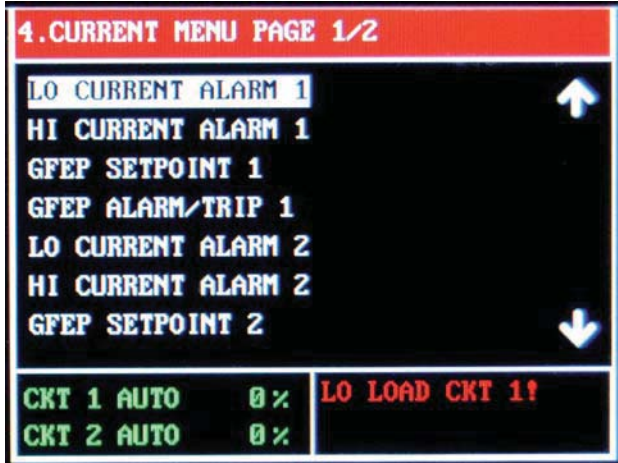 4.CURRENT MENU PAGE 1/2
LO CURRENT ALARM 1
HI CURRENT ALARM 1
GFEP SETPOINT 1
GFEP ALARM/TRIP 1
LO CURRENT ALARM 2
HI CURRENT ALARM 2
GFEP SETPOINT 2
CKT 1 AUTO 0%
CKT 2 AUTO 0%
LO LOAD CKT 1!